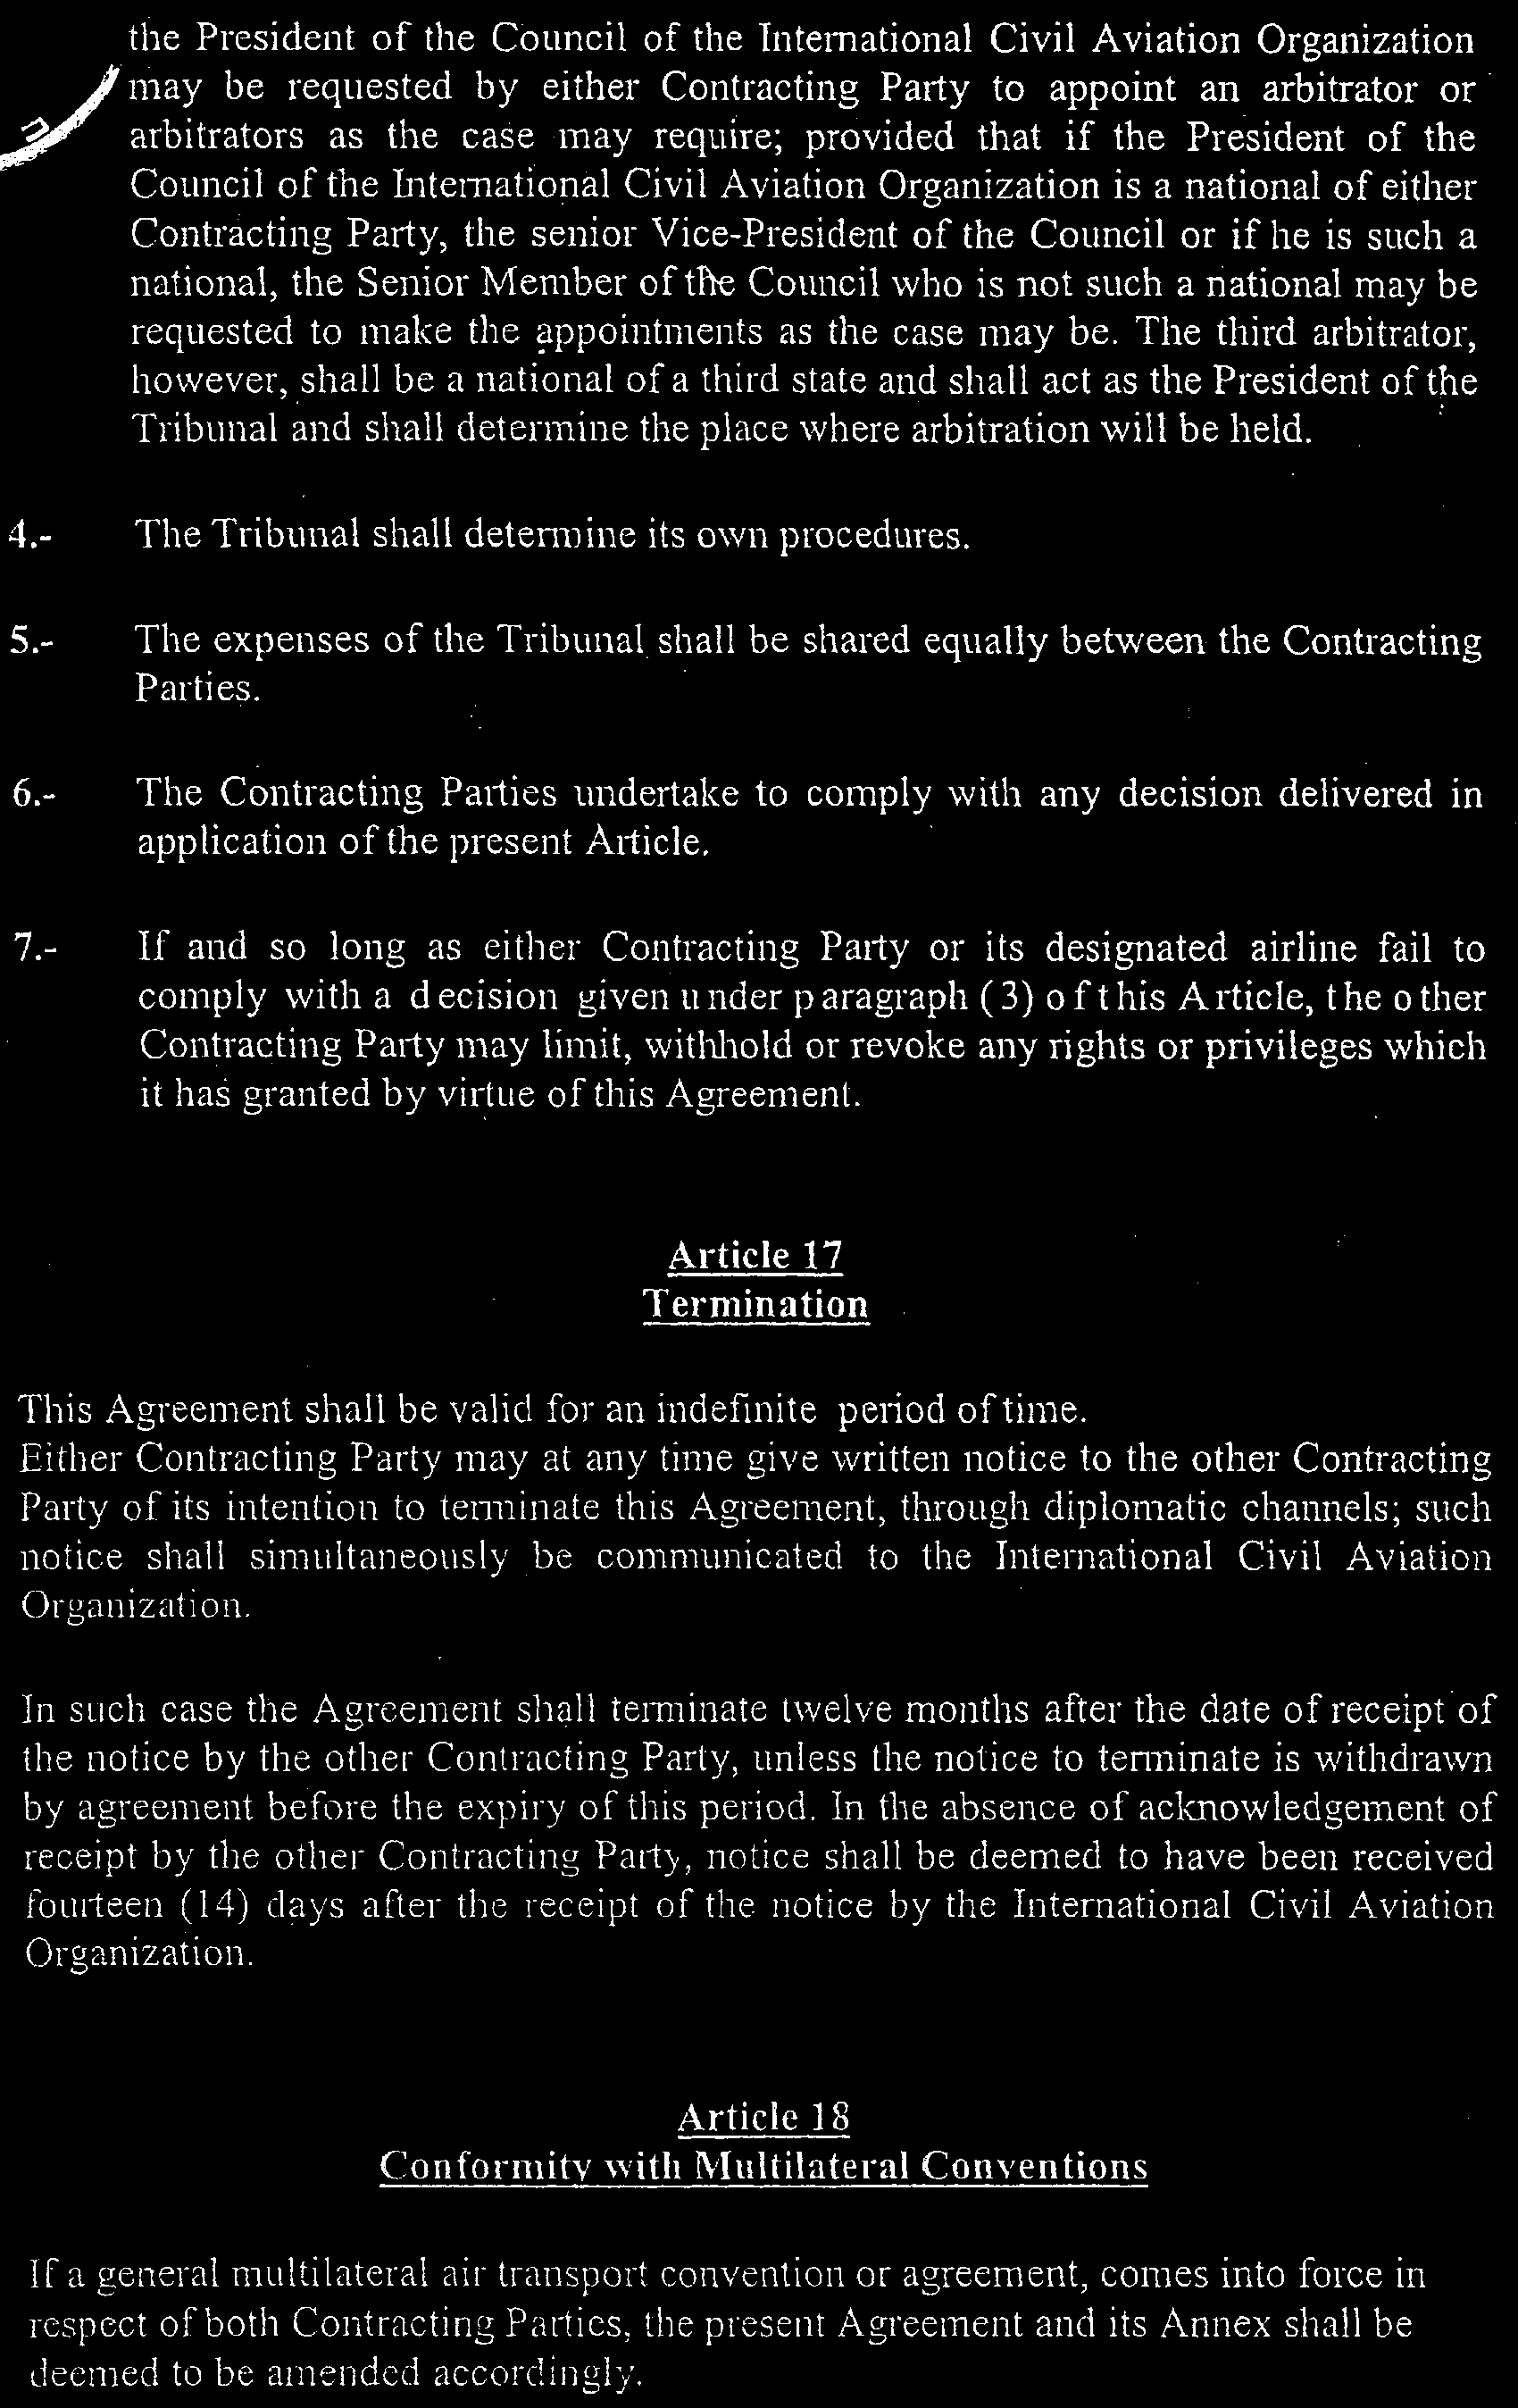 the President of the Council of the International Civil Aviation Organization
may be requested by either Contracting Party to appoint an arbitrator or
arbitrators as the case may require; provided that if the President of the
Council of the International Civil Aviation Organization is a national of either
Contracting Party, the senior Vice-President of the Council or if he is such a
national, the Senior Member of the Council who is not such a national may be
requested to make the appointments as the case may be. The third arbitrator,
however, shall be a national of a third state and shall act as the President of the
Tribunal and shall determine the place where arbitration will be held.
4.- The Tribunal shall determine its own procedures.
5.- The expenses of the Tribunal shall be shared equally between the Contracting
Parties.
6.- The Contracting Parties undertake to comply with any decision delivered in
application of the present Article.
7.- If and so long as either Contracting Party or its designated airline fail to
comply with a decision given under paragraph (3) of this Article, the other
Contracting Party may limit, withhold or revoke any rights or privileges which
it has granted by virtue of this Agreement.
Article 17
Termination
This Agreement shall be valid for an indefinite period of time.
Either Contracting Party may at any time give written notice to the other Contracting
Party of its intention to terminate this Agreement, through diplomatic channels; such
notice shall simultaneously be communicated to the International Civil Aviation
Organization.
In such case the Agreement shall terminate twelve months after the date of receipt of
the notice by the other Contracting Party, unless the notice to terminate is withdrawn
by agreement before the expiry of this period. In the absence of acknowledgement of
receipt by the other Contracting Party, notice shall be deemed to have been received
fourteen (14) days after the receipt of the notice by the International Civil Aviation
Organization.
Article 18
Conformity with Multilateral Conventions
If a general multilateral air transport convention or agreement, comes into force in
respect of both Contracting Parties, the present Agreement and its Annex shall be
deemed to be amended accordingly.